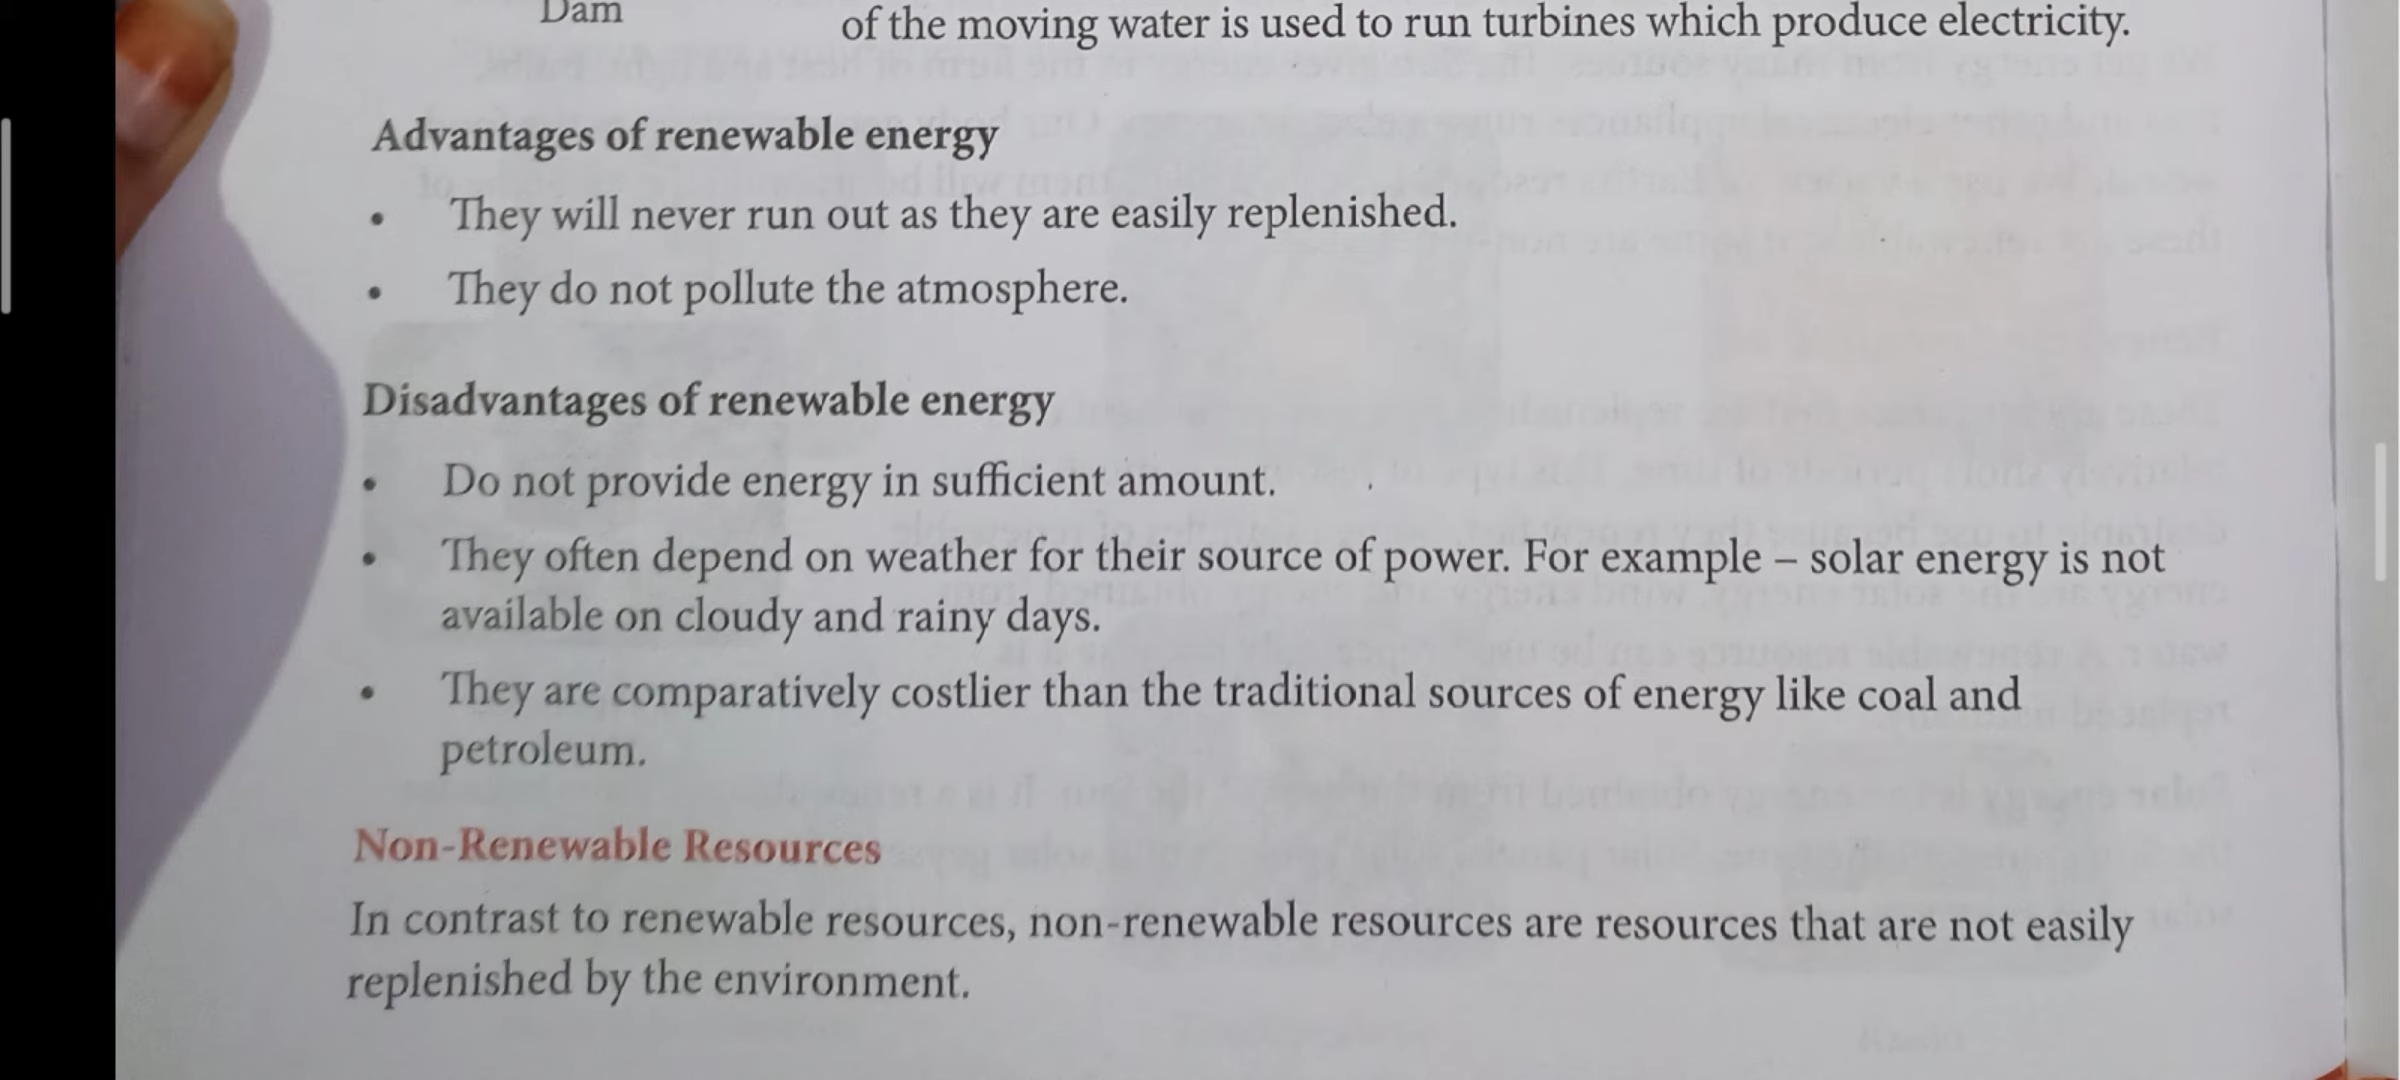 Dam
of the moving water is used to run turbines which produce electricity.
Advantages of renewable energy
• They will never run out as they are easily replenished.
• They do not pollute the atmosphere.
Disadvantages of renewable energy
• Do not provide energy in sufficient amount.
• They often depend on weather for their source of power. For example – solar energy is not
available on cloudy and rainy days.
• They are comparatively costlier than the traditional sources of energy like coal and
petroleum.
Non-Renewable Resources
In contrast to renewable resources, non-renewable resources are resources that are not easily
replenished by the environment.